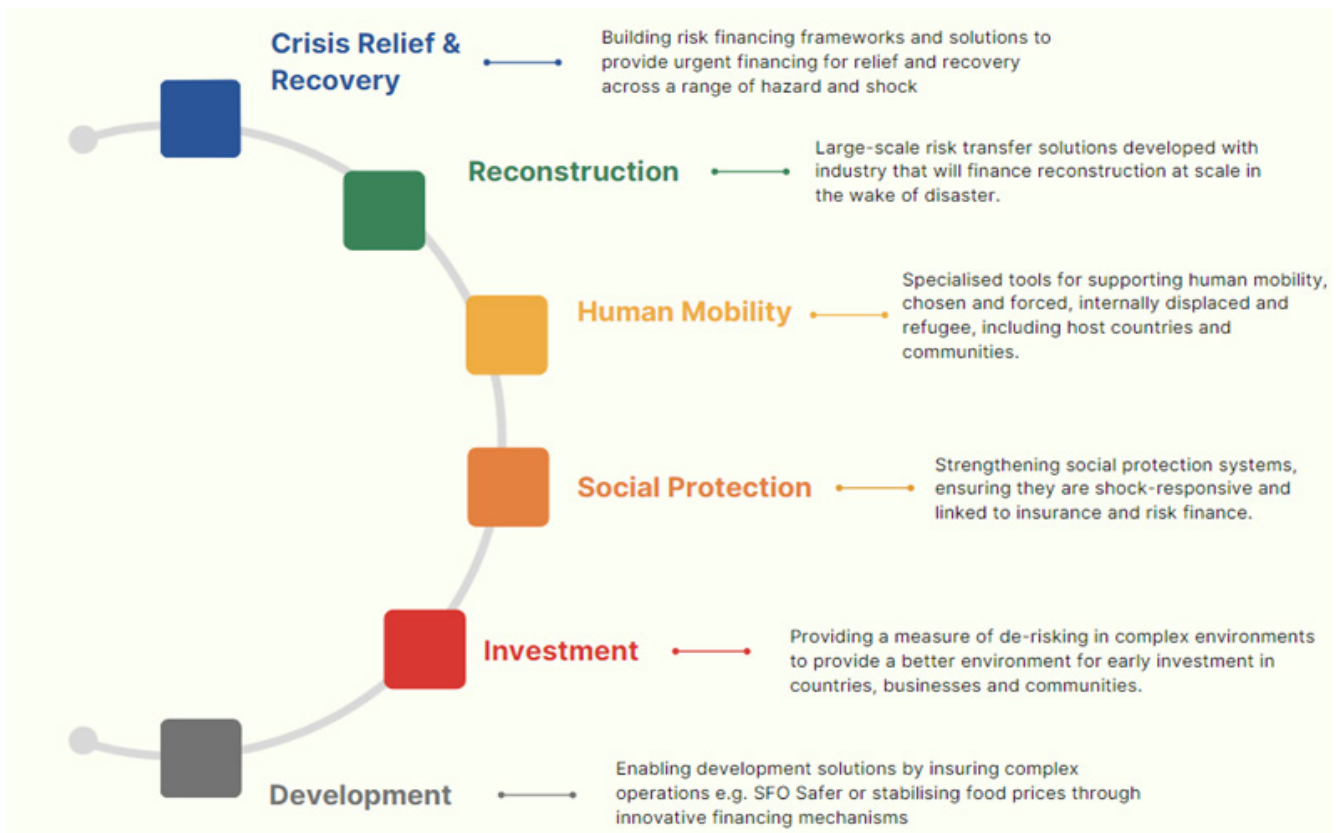 Crisis Relief &
Recovery
Building risk financing frameworks and solutions to
provide urgent financing for relief and recovery
across a range of hazard and shock
Reconstruction
Large-scale risk transfer solutions developed with
industry that will finance reconstruction at scale in
the wake of disaster.
Human Mobility
Specialised tools for supporting human mobility,
chosen and forced, internally displaced and
refugee, including host countries and
communities.
Social Protection
Strengthening social protection systems,
ensuring they are shock-responsive and
linked to insurance and risk finance.
Investment
Providing a measure of de-risking in complex environments
to provide a better environment for early investment in
countries, businesses and communities.
Development
Enabling development solutions by insuring complex
operations e.g. SFO Safer or stabilising food prices through
innovative financing mechanisms